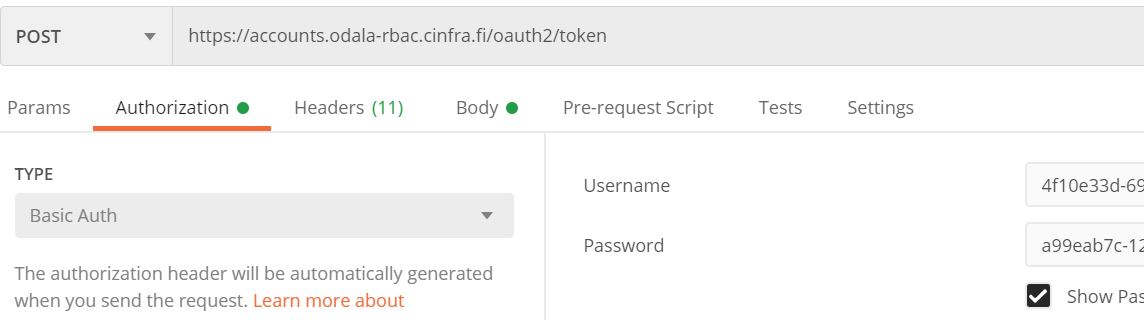 POST https://accounts.odala-rbac.cinfra.fi/oauth2/token
Params Authorization Headers (11) Body Pre-request Script Tests Settings
TYPE
Basic Auth
The authorization header will be automatically generated
when you send the request. Learn more about
Username 4f10e33d-69
Password a99eab7c-12
Show Pas